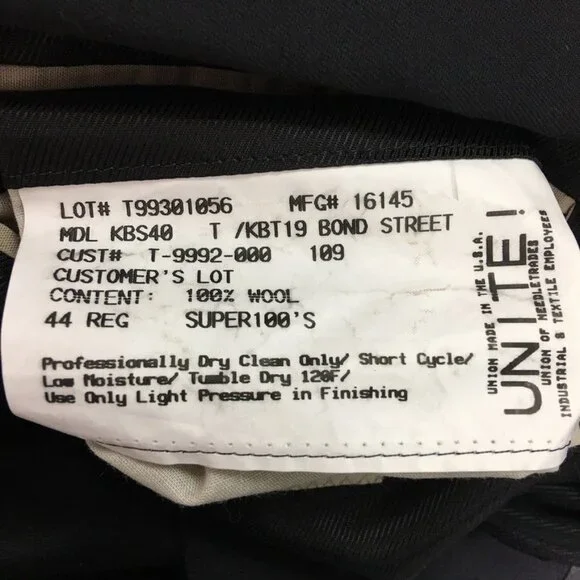 LOT# T99301056 MFG# 16145
MDL KBS40 T /KBT19 BOND STREET
CUST# T-9992-000 109
CUSTOMER'S LOT
CONTENT: 100% WOOL
44 REG SUPER100'S
Professionally Dry Clean Only/ Short Cycle/
Low Moisture/ Tumble Dry 120F/
Use Only Light Pressure in Finishing
UNION MADE IN THE U.S.A.
UNITE!
UNION OF NEEDLETRADES
INDUSTRIAL & TEXTILE EMPLOYEES